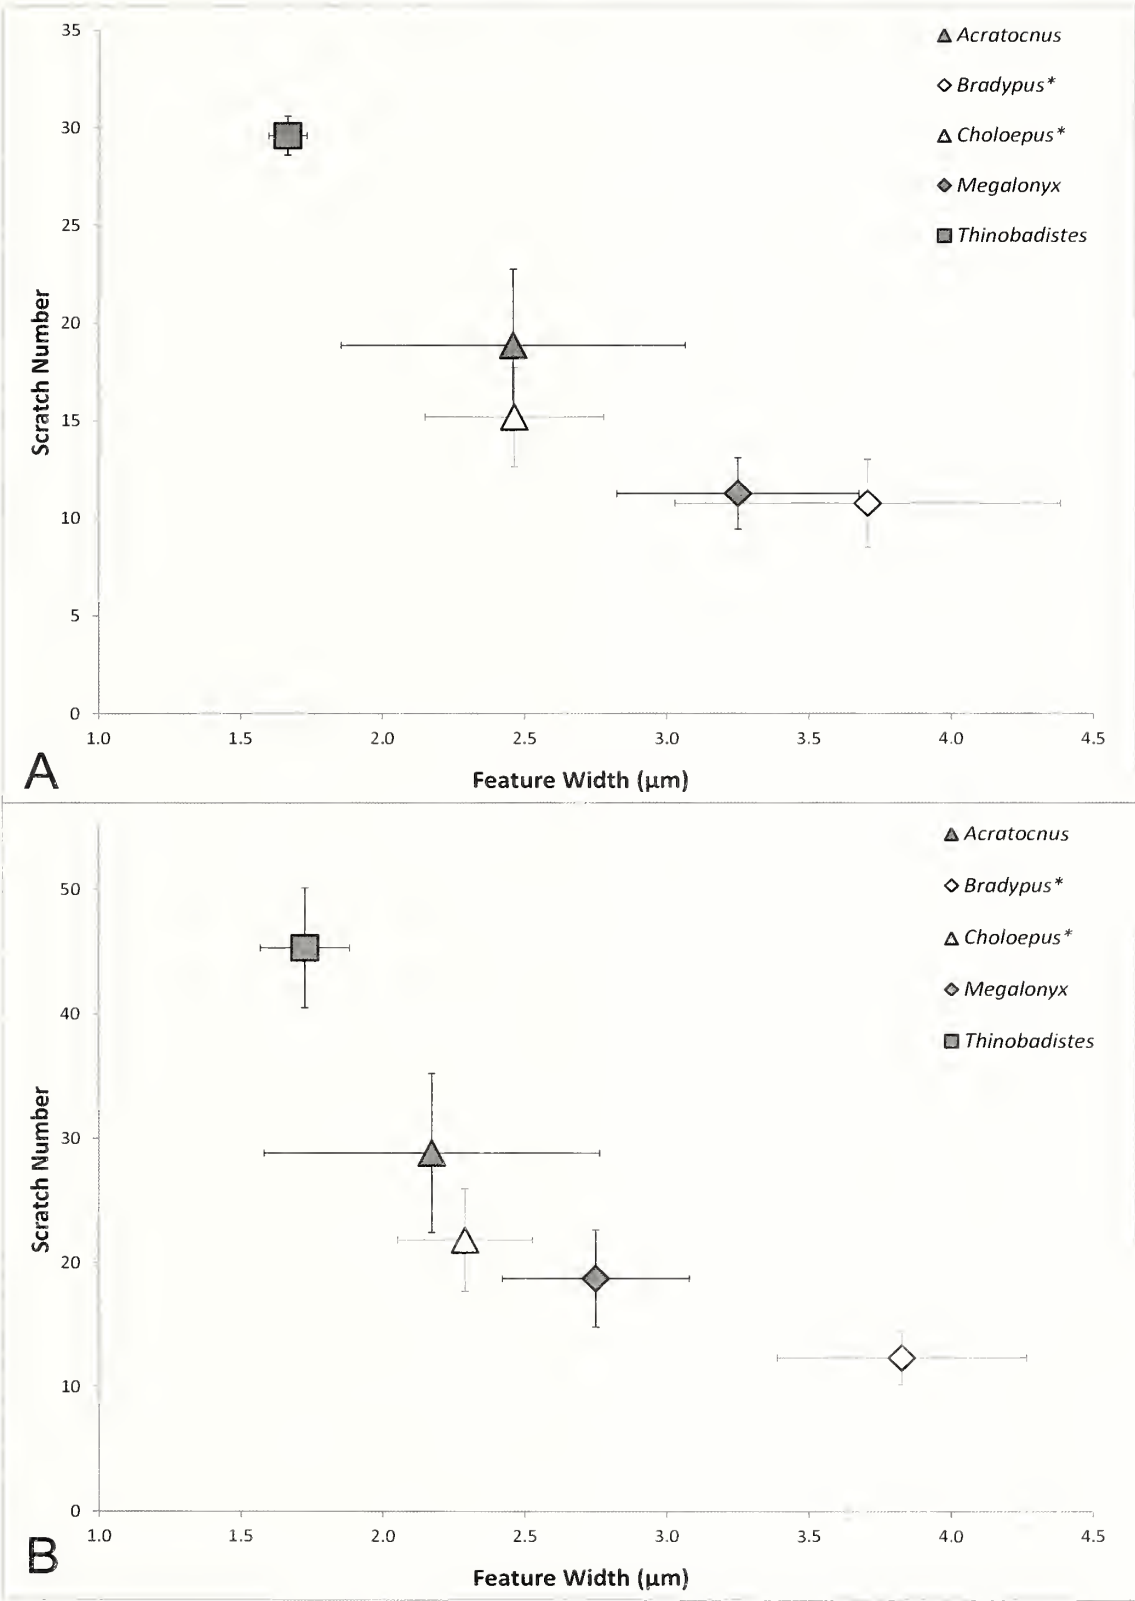 35
30
25
20
15
10
5
0
Scratch Number
1.0 1.5 2.0 2.5 3.0 3.5 4.0 4.5
Feature Width (µm)
Acratocnus
Bradypus*
Choloepus*
Megalonyx
Thinobadistes
A
50
40
30
20
10
0
Scratch Number
1.0 1.5 2.0 2.5 3.0 3.5 4.0 4.5
Feature Width (µm)
Acratocnus
Bradypus*
Choloepus*
Megalonyx
Thinobadistes
B